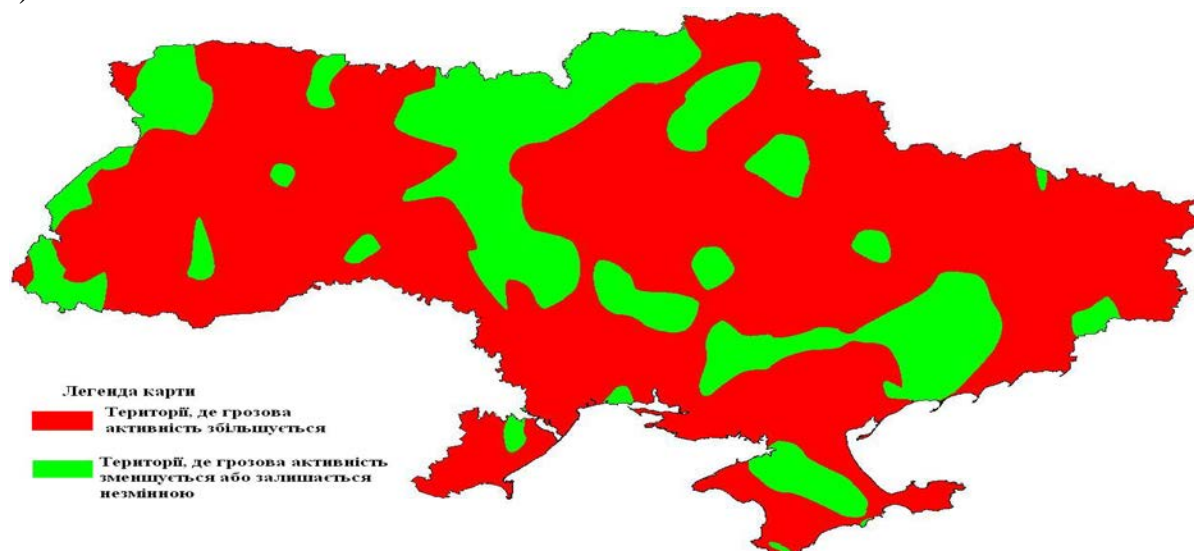 )
Легенда карти
Території, де грозова
активність збільшується
Території, де грозова активність
зменшується або залишається
незмінною